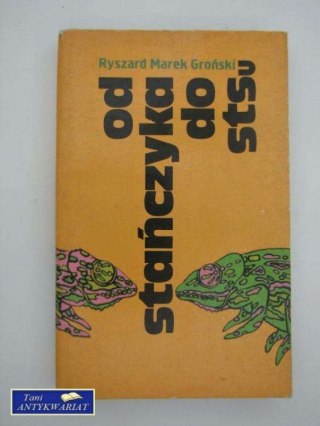 Ryszard Marek Groński
od
stańczyka
do
stsu
Tani
ANTYKWARIAT